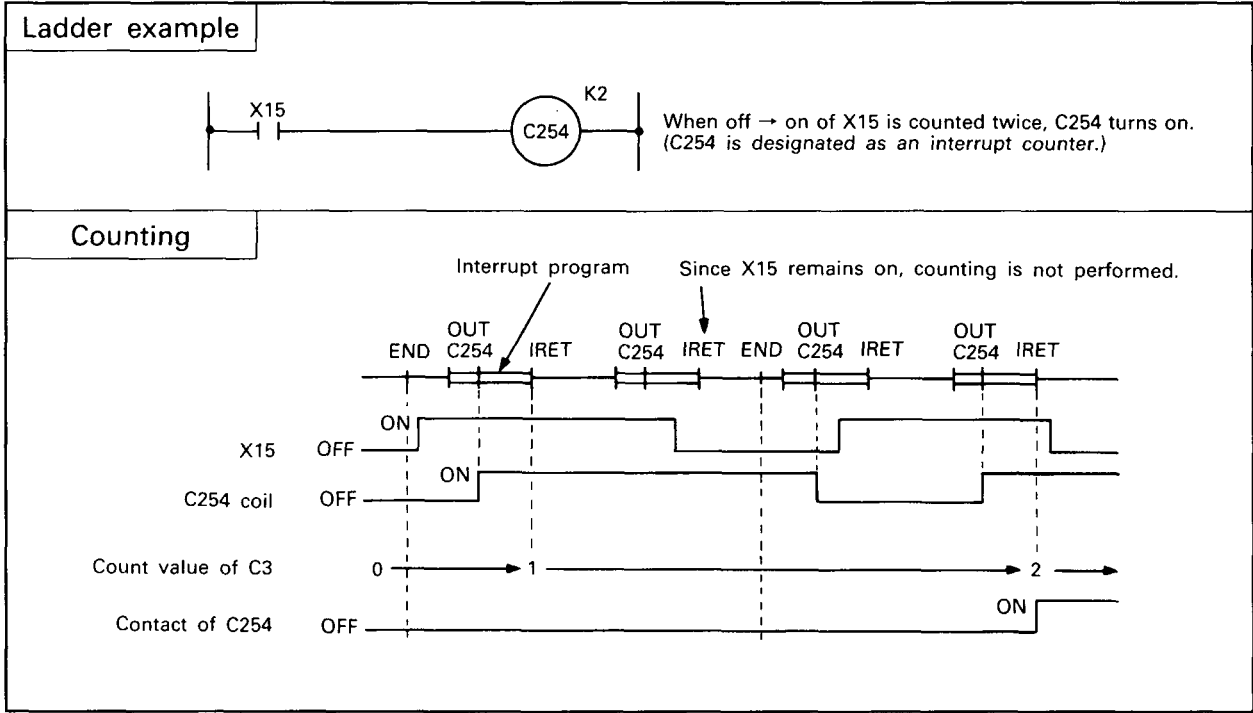 Ladder example
X15
K2
C254
When off → on of X15 is counted twice, C254 turns on.
(C254 is designated as an interrupt counter.)
Counting
Interrupt program
Since X15 remains on, counting is not performed.
OUT OUT OUT OUT
END C254 IRET C254 IRET END C254 IRET C254 IRET
ON
X15 OFF
ON
C254 coil OFF
Count value of C3 0 1 2
ON
Contact of C254 OFF